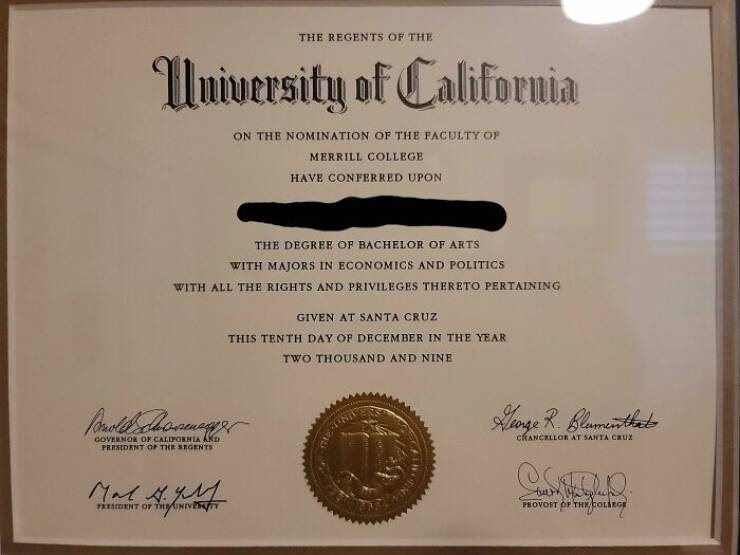 THE REGENTS OF THE
University of California
ON THE NOMINATION OF THE FACULTY OF
MERRILL COLLEGE
HAVE CONFERRED UPON
THE DEGREE OF BACHELOR OF ARTS
WITH MAJORS IN ECONOMICS AND POLITICS
WITH ALL THE RIGHTS AND PRIVILEGES THERETO PERTAINING
GIVEN AT SANTA CRUZ
THIS TENTH DAY OF DECEMBER IN THE YEAR
TWO THOUSAND AND NINE
Arnold Schwarzenegger
GOVERNOR OF CALIFORNIA AND
PRESIDENT OF THE REGENTS
George R. Blumenthal
CHANCELLOR AT SANTA CRUZ
PRESIDENT OF THE UNIVERSITY
PROVOST OF THE COLLEGE